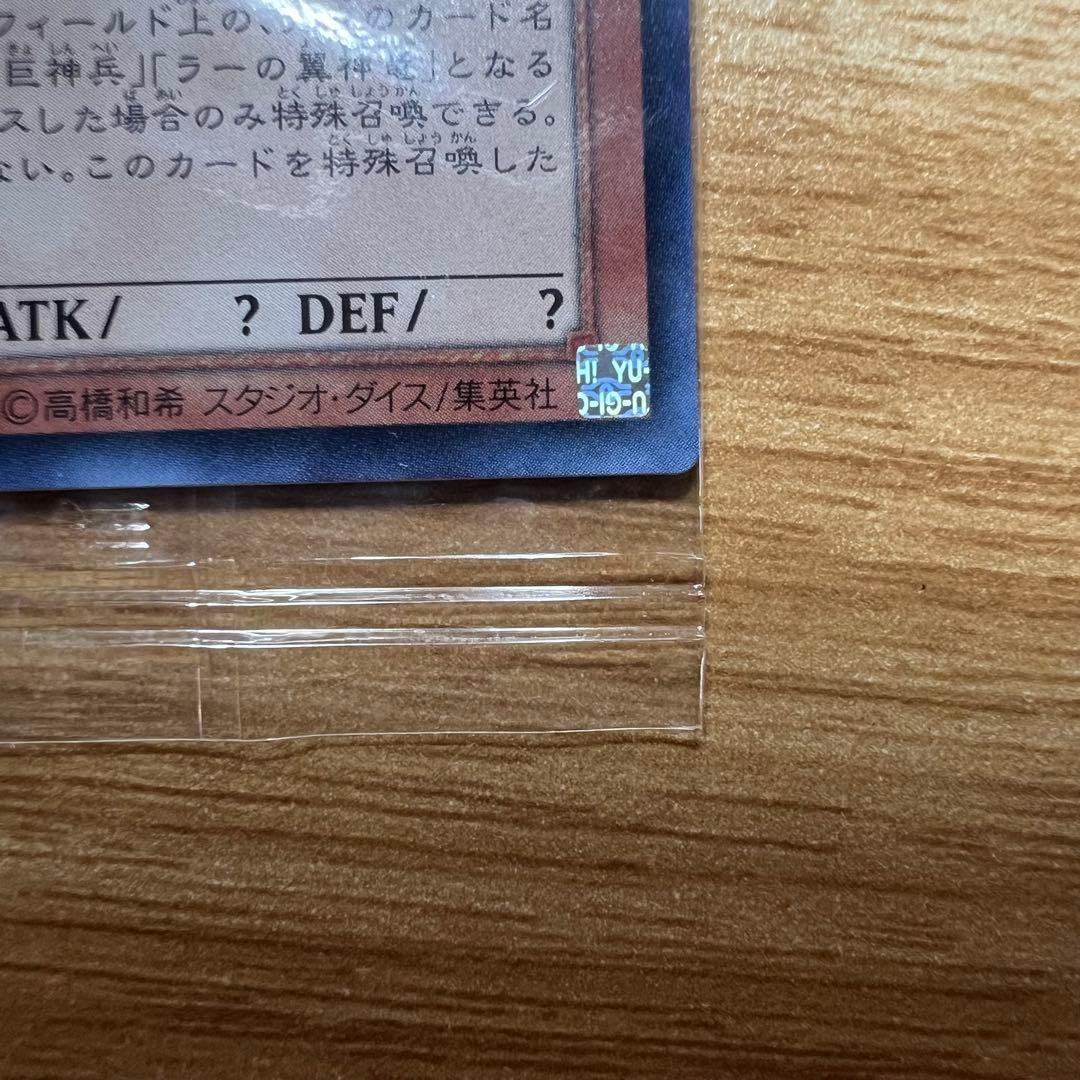 フィールド上の、 のカード名
巨神兵」「ラーの翼神竜」となる
スした場合のみ特殊召喚できる。
ない。このカードを特殊召喚した
ATK/ ? DEF/ ?
©高橋和希 スタジオ・ダイス/集英社
H! YU-
U-GI-O